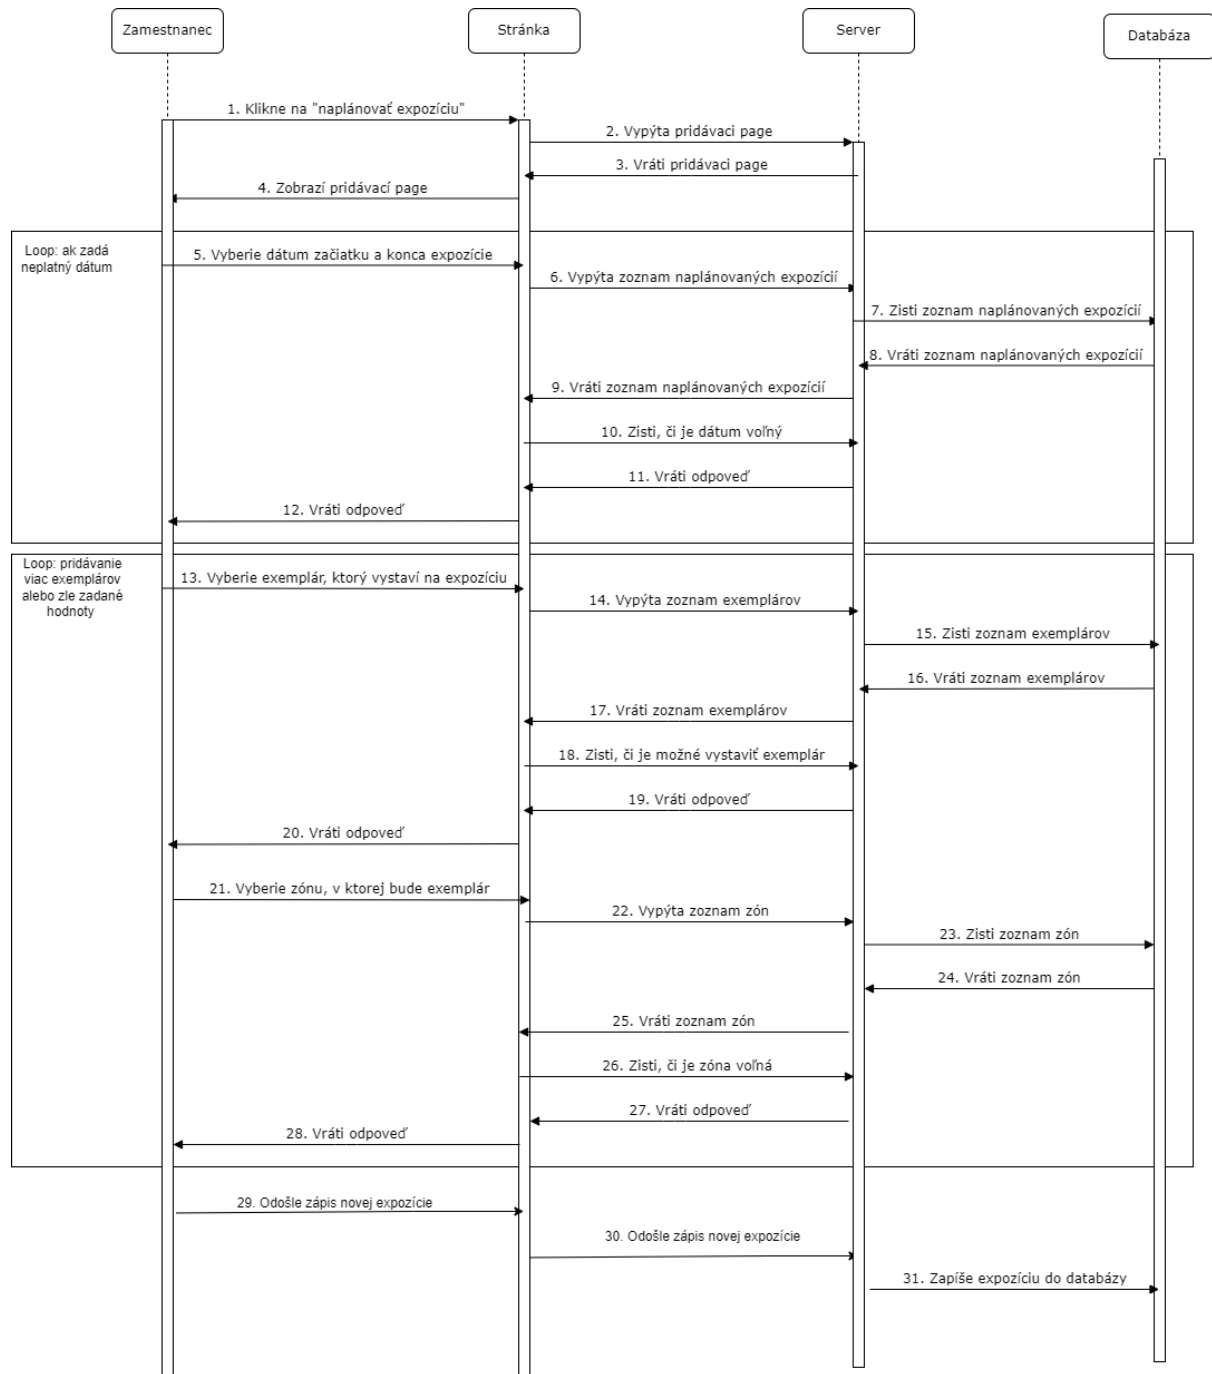 Zamestnanec
Stránka
Server
Databáza
1. Klikne na "naplánovať expozíciu"
2. Vypýta pridávaci page
3. Vráti pridávaci page
4. Zobrazí pridávací page
Loop: ak zadá
neplatný dátum
5. Vyberie dátum začiatku a konca expozície
6. Vypýta zoznam naplánovaných expozícií
7. Zisti zoznam naplánovaných expozícií
8. Vráti zoznam naplánovaných expozícií
9. Vráti zoznam naplánovaných expozícií
10. Zisti, či je dátum voľný
11. Vráti odpoveď
12. Vráti odpoveď
Loop: pridávanie
viac exemplárov
alebo zle zadané
hodnoty
13. Vyberie exemplár, ktorý vystaví na expozíciu
14. Vypýta zoznam exemplárov
15. Zisti zoznam exemplárov
16. Vráti zoznam exemplárov
17. Vráti zoznam exemplárov
18. Zisti, či je možné vystaviť exemplár
19. Vráti odpoveď
20. Vráti odpoveď
21. Vyberie zónu, v ktorej bude exemplár
22. Vypýta zoznam zón
23. Zisti zoznam zón
24. Vráti zoznam zón
25. Vráti zoznam zón
26. Zisti, či je zóna voľná
27. Vráti odpoveď
28. Vráti odpoveď
29. Odošle zápis novej expozície
30. Odošle zápis novej expozície
31. Zapíše expozíciu do databázy